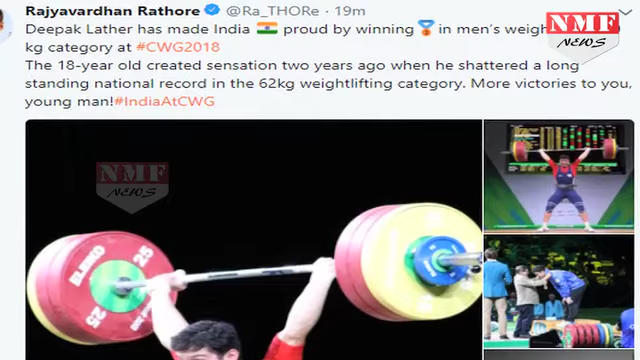 Rajyavardhan Rathore @Ra_THORe · 19m
Deepak Lather has made India 🇮🇳 proud by winning 🥉 in men's weigh
kg category at #CWG2018
The 18-year old created sensation two years ago when he shattered a long
standing national record in the 62kg weightlifting category. More victories to you,
young man!#IndiaAtCWG
NMF
NEWS
NMF
NEWS
ELEIKO
25
25